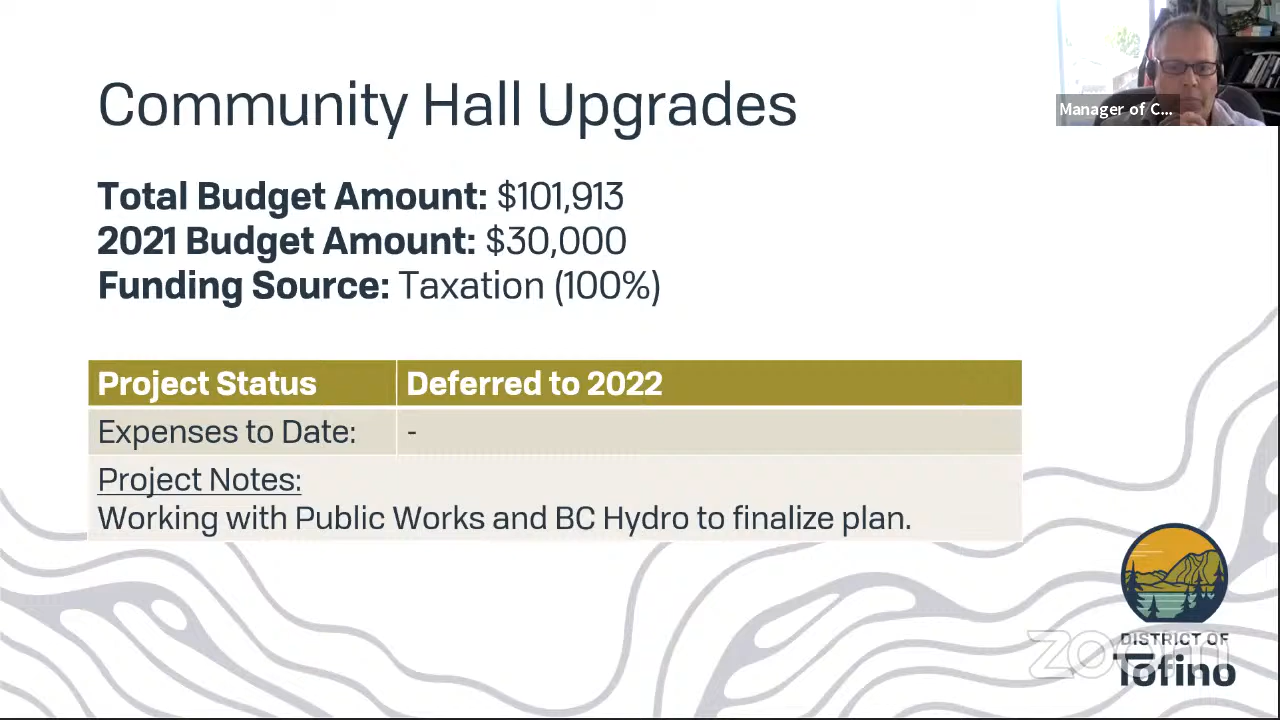 Community Hall Upgrades
Manager of C...
Total Budget Amount: $101,913
2021 Budget Amount: $30,000
Funding Source: Taxation (100%)
Project Status Deferred to 2022
Expenses to Date: -
Project Notes:
Working with Public Works and BC Hydro to finalize plan.
DISTRICT OF
zoom
Tofino